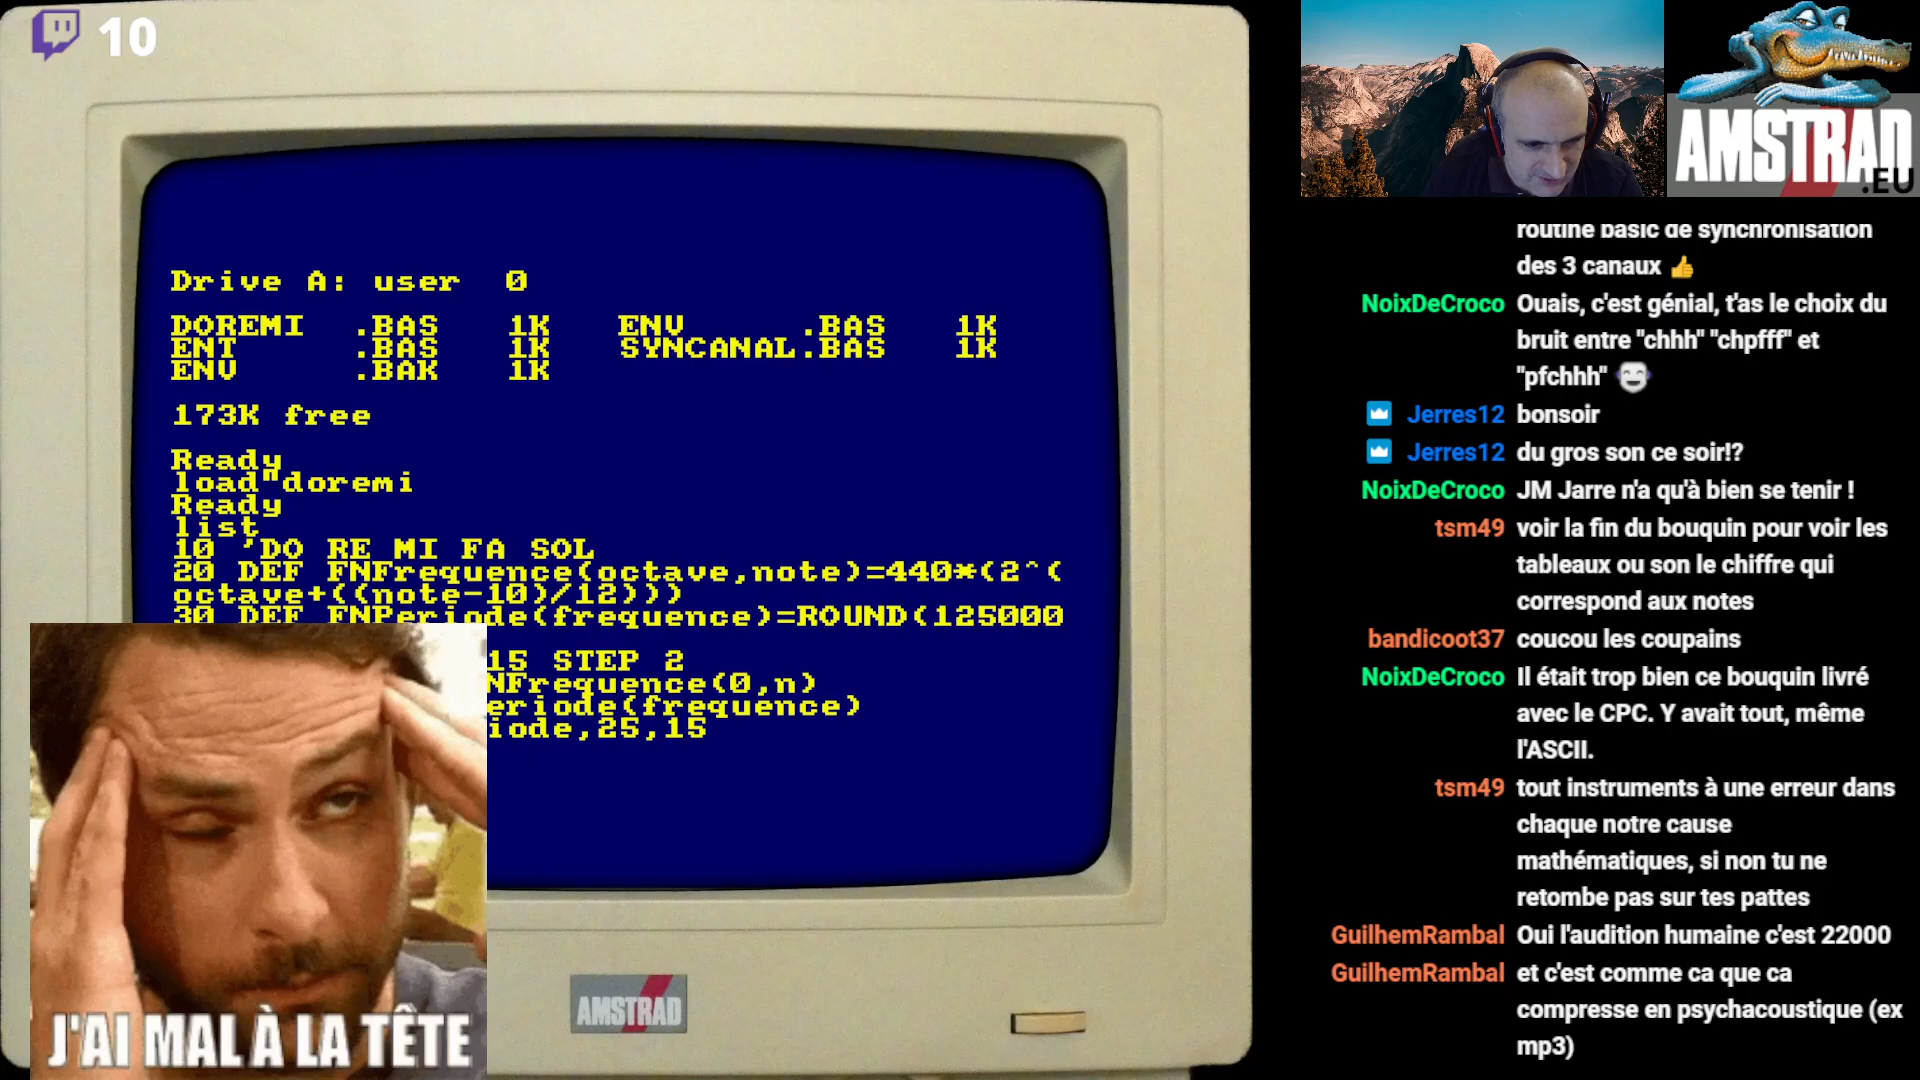 10
Drive A: user 0
DOREMI .BAS 1K ENV .BAS 1K
ENT .BAS 1K SYNCANAL.BAS 1K
ENV .BAK 1K
173K free
Ready
load"doremi
Ready
list
10 'DO RE MI FA SOL
20 DEF FNFrequence(octave,note)=440*(2^(
octave+((note-10)/12)))
30 DEF FNPeriode(frequence)=ROUND(125000
15 STEP 2
NFrequence(0,n)
eriode(frequence)
iode,25,15
J'AI MAL À LA TÊTE
AMSTRAD
AMSTRAD
.EU
routine basic de synchronisation
des 3 canaux 👍
NoixDeCroco Ouais, c'est génial, t'as le choix du
bruit entre "chhh" "chpfff" et
"pfchhh"
Jerres12 bonsoir
Jerres12 du gros son ce soir!?
NoixDeCroco JM Jarre n'a qu'à bien se tenir !
tsm49 voir la fin du bouquin pour voir les
tableaux ou son le chiffre qui
correspond aux notes
bandicoot37 coucou les coupains
NoixDeCroco Il était trop bien ce bouquin livré
avec le CPC. Y avait tout, même
l'ASCII.
tsm49 tout instruments à une erreur dans
chaque notre cause
mathématiques, si non tu ne
retombe pas sur tes pattes
GuilhemRambal Oui l'audition humaine c'est 22000
GuilhemRambal et c'est comme ca que ca
compresse en psychacoustique (ex
mp3)